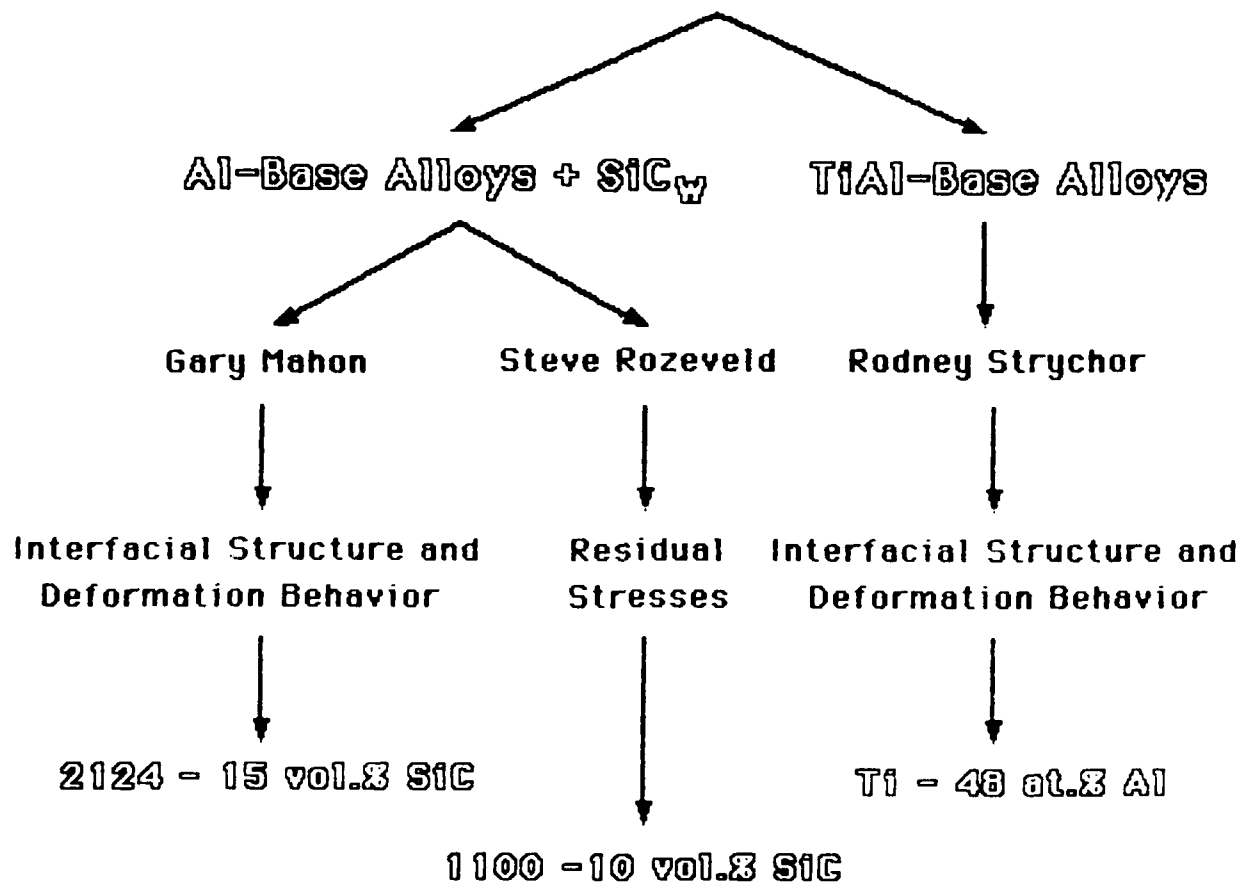 Al-Base Alloys + SiCw
TiAl-Base Alloys
Gary Mahon
Steve Rozeveld
Rodney Strychor
Interfacial Structure and
Deformation Behavior
Residual
Stresses
Interfacial Structure and
Deformation Behavior
2124 - 15 vol.% SiC
Ti - 48 at.% Al
1100 -10 vol.% SiC